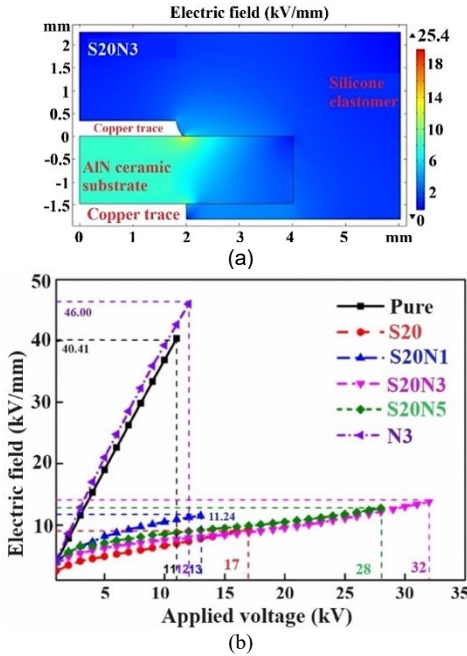 Electric field (kV/mm)
mm
▲ 25.4
2
S20N3
18
1.5
Silicone
elastomer
16
14
1
12
0.5
Copper trace
10
0
8
-0.5
AlN ceramic
substrate
6
-1
4
-1.5
Copper trace
2
▼ 0
0 1 2 3 4 5 mm
(a)
Electric field (kV/mm)
50
40
30
20
10
46.00
40.41
11.24
Pure
S20
S20N1
S20N3
S20N5
N3
11 12 13 17 28 32
0 5 10 15 20 25 30 35
Applied voltage (kV)
(b)